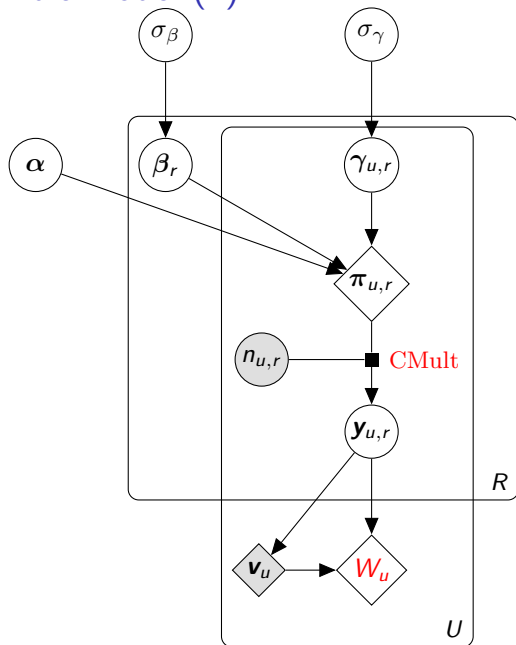 σ_β σ_γ
α β_r γ_{u,r}
π_{u,r}
n_{u,r} CMult
y_{u,r}
R
v_u W_u
U